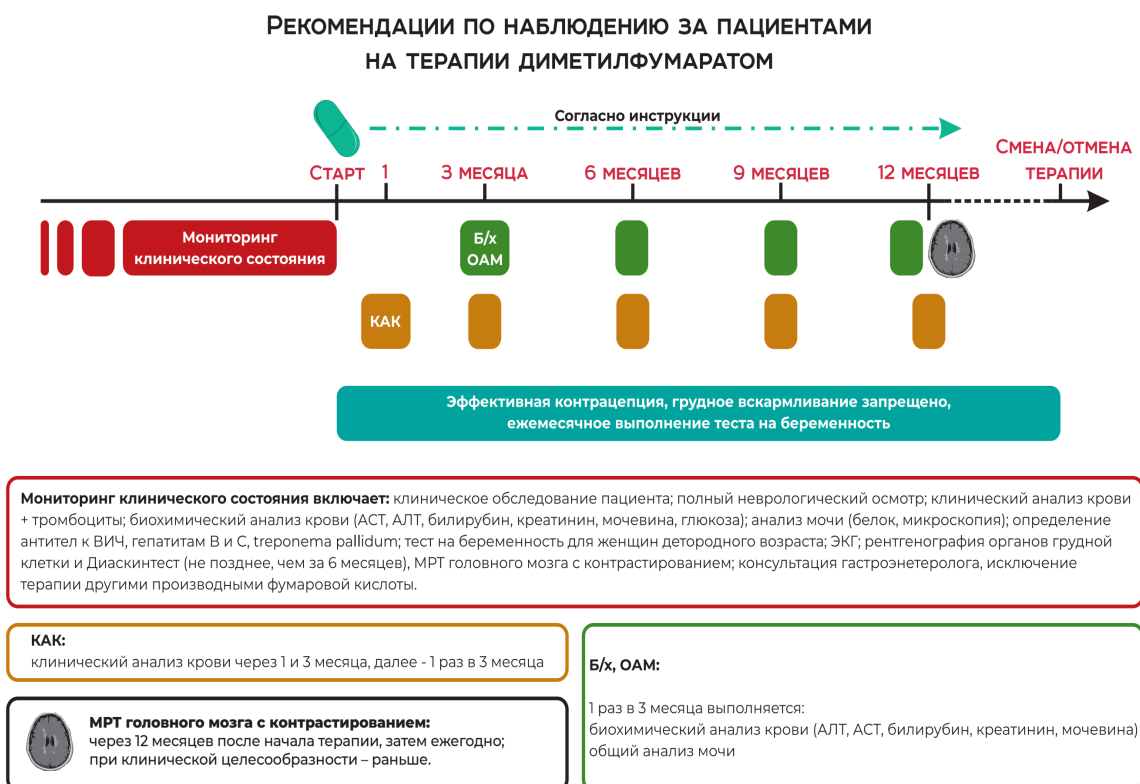 Рекомендации по наблюдению за пациентами
на терапии диметилфумаратом
Согласно инструкции
Старт 1 3 месяца 6 месяцев 9 месяцев 12 месяцев Смена/отмена
терапии
Мониторинг
клинического состояния
Б/х
ОАМ
КАК
Эффективная контрацепция, грудное вскармливание запрещено,
ежемесячное выполнение теста на беременность
Мониторинг клинического состояния включает: клиническое обследование пациента; полный неврологический осмотр; клинический анализ крови
+ тромбоциты; биохимический анализ крови (АСТ, АЛТ, билирубин, креатинин, мочевина, глюкоза); анализ мочи (белок, микроскопия); определение
антител к ВИЧ, гепатитам В и С, treponema pallidum; тест на беременность для женщин детородного возраста; ЭКГ; рентгенография органов грудной
клетки и Диаскинтест (не позднее, чем за 6 месяцев), МРТ головного мозга с контрастированием; консультация гастроэнетеролога, исключение
терапии другими производными фумаровой кислоты.
КАК:
клинический анализ крови через 1 и 3 месяца, далее - 1 раз в 3 месяца
МРТ головного мозга с контрастированием:
через 12 месяцев после начала терапии, затем ежегодно;
при клинической целесообразности – раньше.
Б/х, ОАМ:
1 раз в 3 месяца выполняется:
биохимический анализ крови (АЛТ, АСТ, билирубин, креатинин, мочевина)
общий анализ мочи